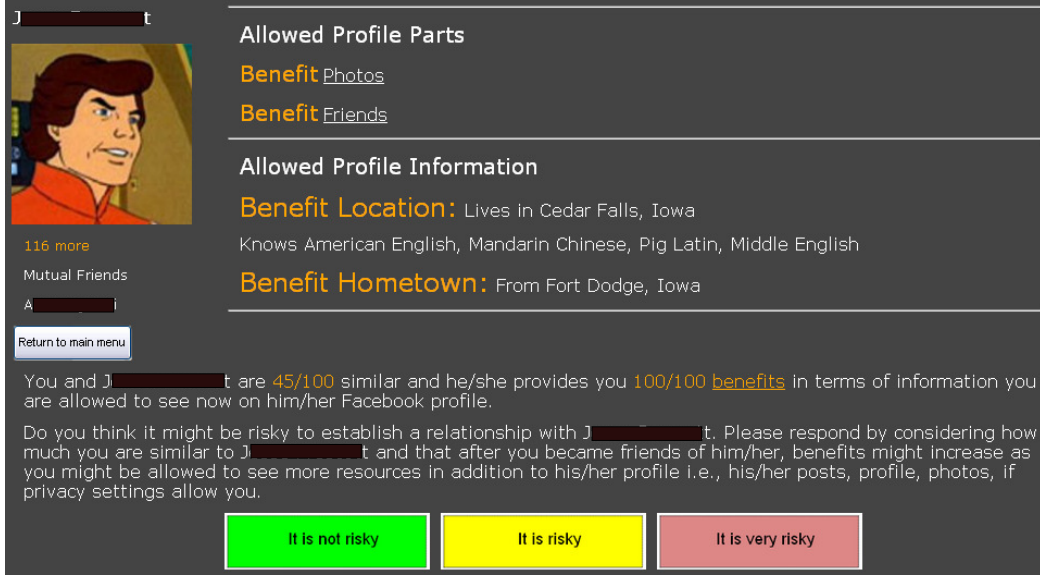 J t
116 more
Mutual Friends
A i
Return to main menu
Allowed Profile Parts
Benefit Photos
Benefit Friends
Allowed Profile Information
Benefit Location: Lives in Cedar Falls, Iowa
Knows American English, Mandarin Chinese, Pig Latin, Middle English
Benefit Hometown: From Fort Dodge, Iowa
You and J t are 45/100 similar and he/she provides you 100/100 benefits in terms of information you
are allowed to see now on him/her Facebook profile.
Do you think it might be risky to establish a relationship with J t. Please respond by considering how
much you are similar to J t and that after you became friends of him/her, benefits might increase as
you might be allowed to see more resources in addition to his/her profile i.e., his/her posts, profile, photos, if
privacy settings allow you.
It is not risky
It is risky
It is very risky